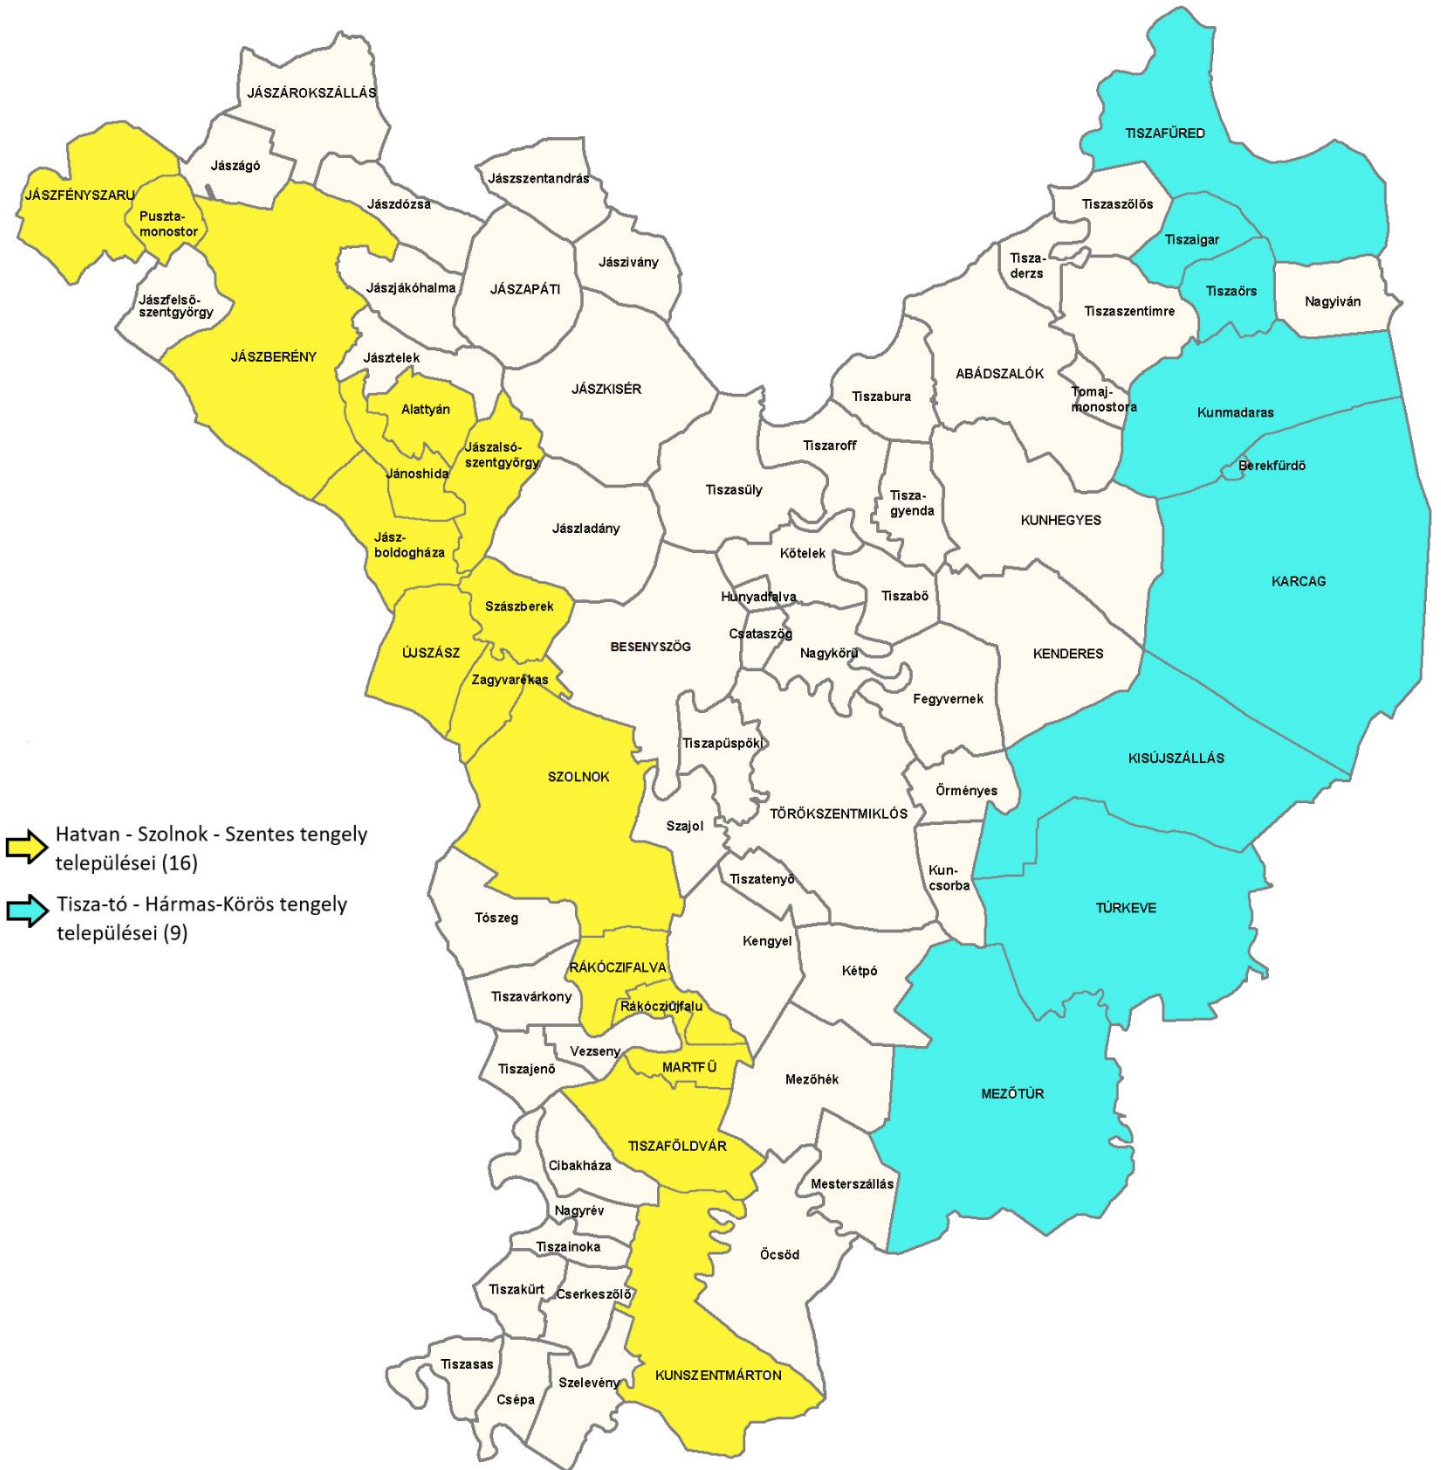 JÁSZÁROKSZÁLLÁS
TISZAFÜRED
Jászágó
Jászszentandrás
JÁSZFÉNYSZARU
Jászdózsa
Tiszaszőlős
Puszta-
monostor
Tiszaigar
Jászivány
Tisza-
derzs
Jászjákóhalma
JÁSZAPÁTI
Tiszaörs
Jászfelső-
szentgyörgy
Tiszaszentimre
Nagyiván
JÁSZBERÉNY
Jásztelek
ABÁDSZALÓK
JÁSZKISÉR
Tiszabura
Tomaj-
monostora
Alattyán
Kunmadaras
Tiszaroff
Jászalsó-
szentgyörgy
Berekfürdő
Jánoshida
Tiszasüly
Tisza-
gyenda
KUNHEGYES
Jászladány
Jász-
boldogháza
Kőtelek
KARCAG
Hunyadfalva
Tiszabő
Szászberek
Csataszög
BESENYSZÖG
ÚJSZÁSZ
Nagykörű
KENDERES
Zagyvarékas
Fegyvernek
Tiszapüspöki
KISÚJSZÁLLÁS
SZOLNOK
Örményes
TÖRÖKSZENTMIKLÓS
Szajol
Hatvan - Szolnok - Szentes tengely
települései (16)
Tiszatenyő
Kun-
csorba
Tisza-tó - Hármas-Körös tengely
települései (9)
TÚRKEVE
Tószeg
Kengyel
RÁKÓCZIFALVA
Kétpó
Tiszavárkony
Rákócziújfalu
Vezseny
Tiszajenő
MARTFŰ
Mezőhék
MEZŐTÚR
TISZAFÖLDVÁR
Cibakháza
Mesterszállás
Nagyrév
Tiszainoka
Öcsöd
Tiszakürt
Cserkeszőlő
Tiszasas
KUNSZENTMÁRTON
Szelevény
Csépa